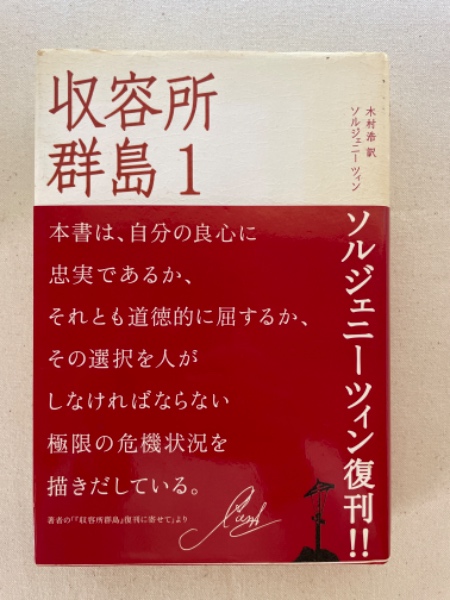 収容所
群島 1
木村浩 訳
ソルジェニーツィン
ソルジェニーツィン復刊!!
本書は、自分の良心に
忠実であるか、
それとも道徳的に屈するか、
その選択を人が
しなければならない
極限の危機状況を
描きだしている。
著者の「『収容所群島』復刊に寄せて」より